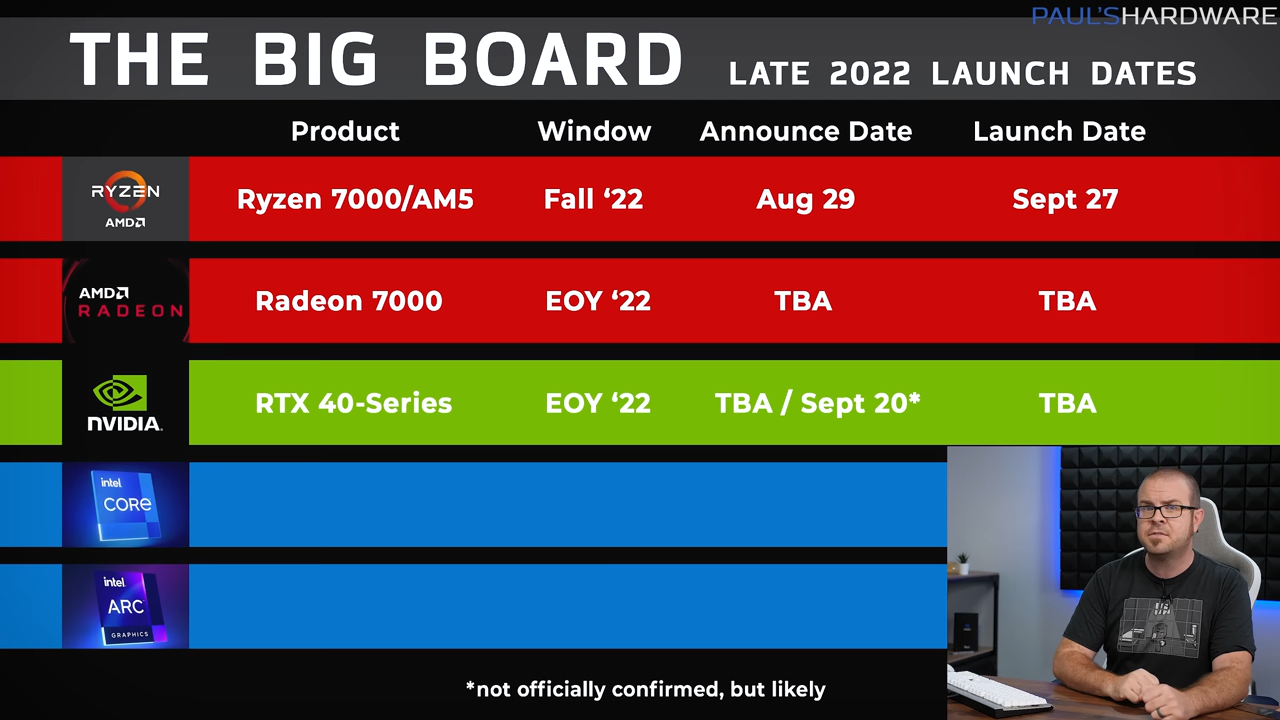 PAUL'SHARDWARE
THE BIG BOARD LATE 2022 LAUNCH DATES
Product Window Announce Date Launch Date
RYZEN
AMD
Ryzen 7000/AM5 Fall ‘22 Aug 29 Sept 27
AMD
RADEON
Radeon 7000 EOY ‘22 TBA TBA
NVIDIA.
RTX 40-Series EOY ‘22 TBA / Sept 20* TBA
intel
CORE
intel
ARC
GRAPHICS
*not officially confirmed, but likely